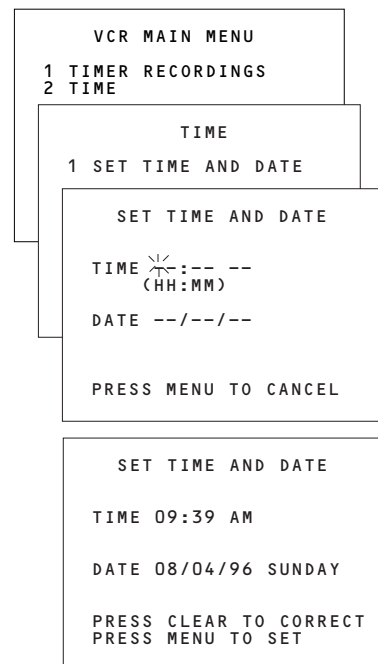 VCR MAIN MENU
1 TIMER RECORDINGS
2 TIME
TIME
1 SET TIME AND DATE
SET TIME AND DATE
TIME --:-- --
(HH:MM)
DATE --/--/--
PRESS MENU TO CANCEL
SET TIME AND DATE
TIME 09:39 AM
DATE 08/04/96 SUNDAY
PRESS CLEAR TO CORRECT
PRESS MENU TO SET